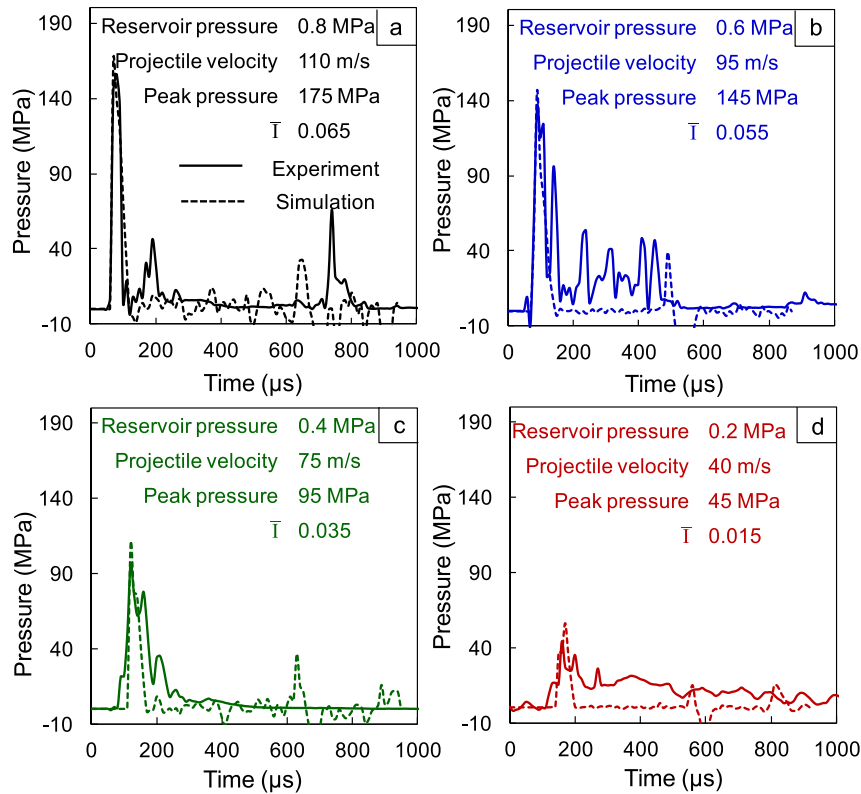 a
Reservoir pressure 0.8 MPa
Projectile velocity 110 m/s
Peak pressure 175 MPa
Ī 0.065
Experiment
Simulation
Pressure (MPa)
190
140
90
40
-10
0 200 400 600 800 1000
Time (µs)
b
Reservoir pressure 0.6 MPa
Projectile velocity 95 m/s
Peak pressure 145 MPa
Ī 0.055
Pressure (MPa)
190
140
90
40
-10
0 200 400 600 800 1000
Time (µs)
c
Reservoir pressure 0.4 MPa
Projectile velocity 75 m/s
Peak pressure 95 MPa
Ī 0.035
Pressure (MPa)
190
140
90
40
-10
0 200 400 600 800 1000
Time (µs)
d
Reservoir pressure 0.2 MPa
Projectile velocity 40 m/s
Peak pressure 45 MPa
Ī 0.015
Pressure (MPa)
190
140
90
40
-10
0 200 400 600 800 1000
Time (µs)